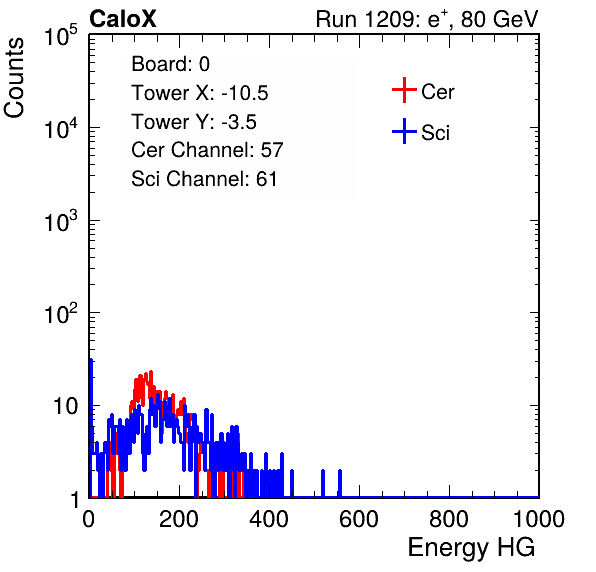 CaloX Run 1209: e⁺, 80 GeV
Counts
10⁵
10⁴
10³
10²
10
1
Board: 0
Tower X: -10.5
Tower Y: -3.5
Cer Channel: 57
Sci Channel: 61
Cer
Sci
0 200 400 600 800 1000
Energy HG